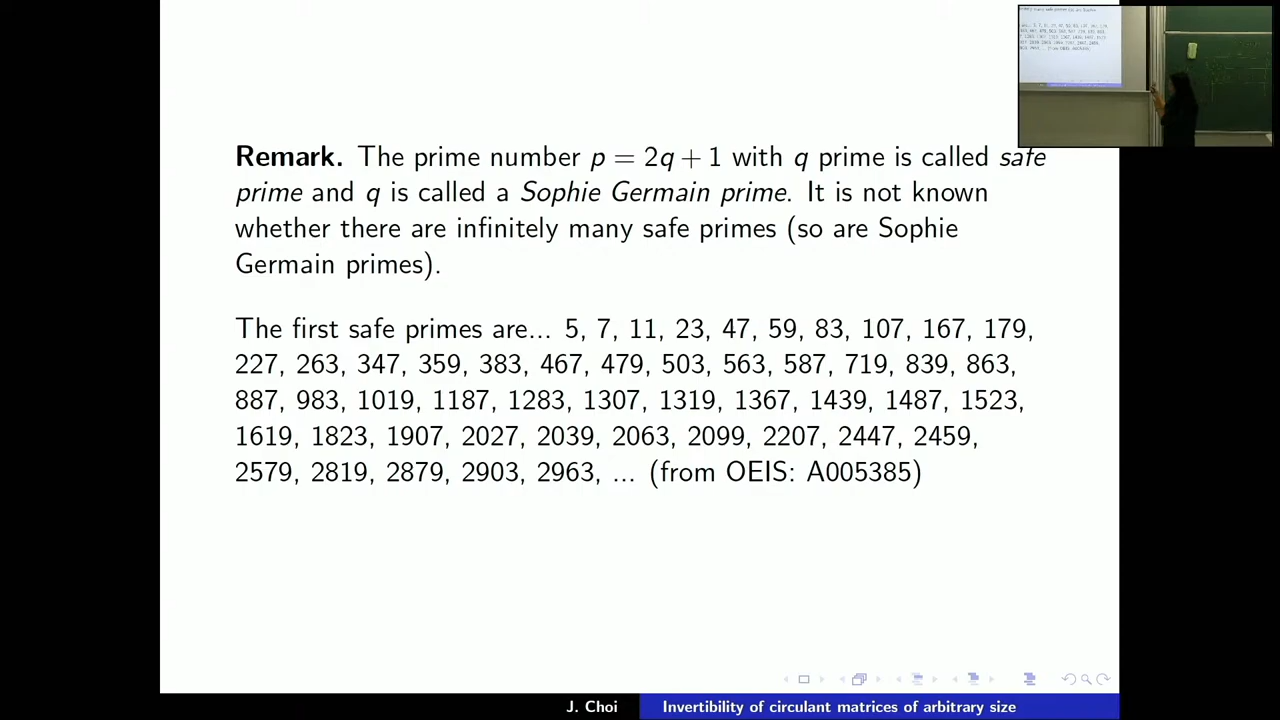 Remark. The prime number p = 2q + 1 with q prime is called safe
prime and q is called a Sophie Germain prime. It is not known
whether there are infinitely many safe primes (so are Sophie
Germain primes).
The first safe primes are... 5, 7, 11, 23, 47, 59, 83, 107, 167, 179,
227, 263, 347, 359, 383, 467, 479, 503, 563, 587, 719, 839, 863,
887, 983, 1019, 1187, 1283, 1307, 1319, 1367, 1439, 1487, 1523,
1619, 1823, 1907, 2027, 2039, 2063, 2099, 2207, 2447, 2459,
2579, 2819, 2879, 2903, 2963, ... (from OEIS: A005385)
J. Choi
Invertibility of circulant matrices of arbitrary size